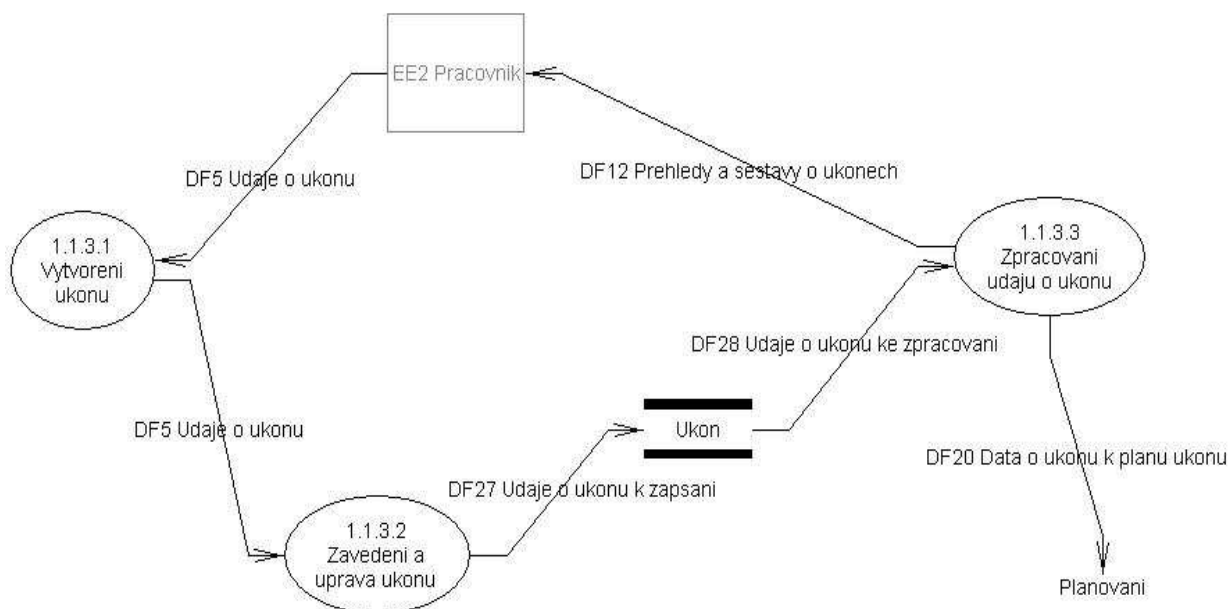 EE2 Pracovnik
DF5 Udaje o ukonu
DF12 Prehledy a sestavy o ukonech
1.1.3.1
Vytvoreni
ukonu
1.1.3.3
Zpracovani
udaju o ukonu
DF28 Udaje o ukonu ke zpracovani
DF5 Udaje o ukonu
Ukon
DF20 Data o ukonu k planu ukonu
DF27 Udaje o ukonu k zapsani
1.1.3.2
Zavedeni a
uprava ukonu
Planovani